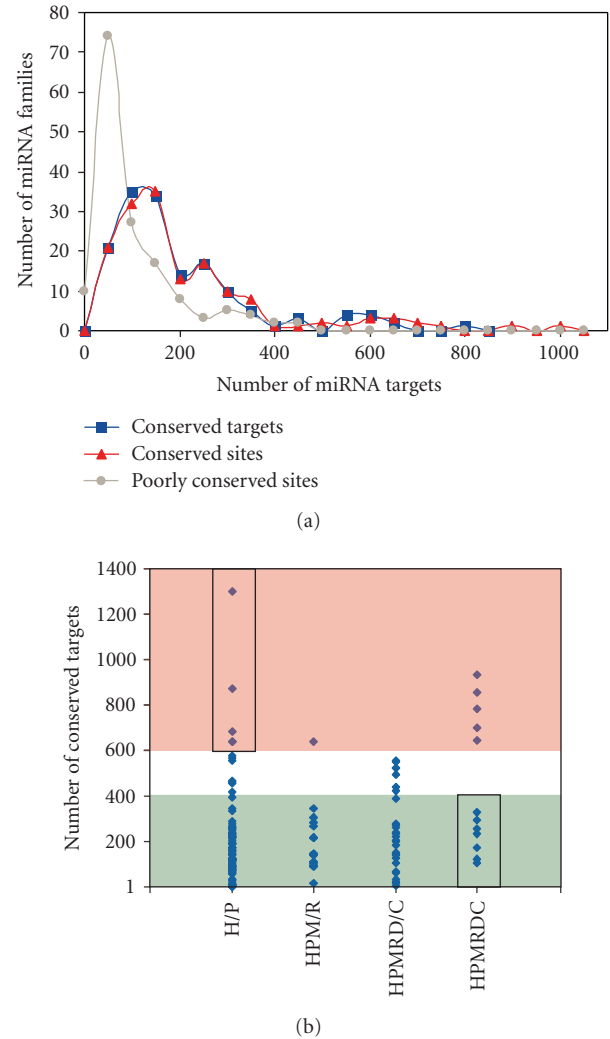 80
70
60
50
40
30
20
10
0
Number of miRNA families
0 200 400 600 800 1000
Number of miRNA targets
Conserved targets
Conserved sites
Poorly conserved sites
(a)
1400
1200
1000
800
600
400
200
1
Number of conserved targets
H/P
HPM/R
HPMRD/C
HPMRDC
(b)